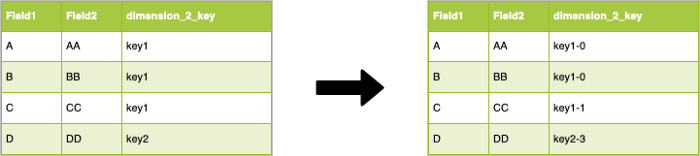 Field1 Field2 dimension_2_key
A AA key1
B BB key1
C CC key1
D DD key2
Field1 Field2 dimension_2_key
A AA key1-0
B BB key1-0
C CC key1-1
D DD key2-3